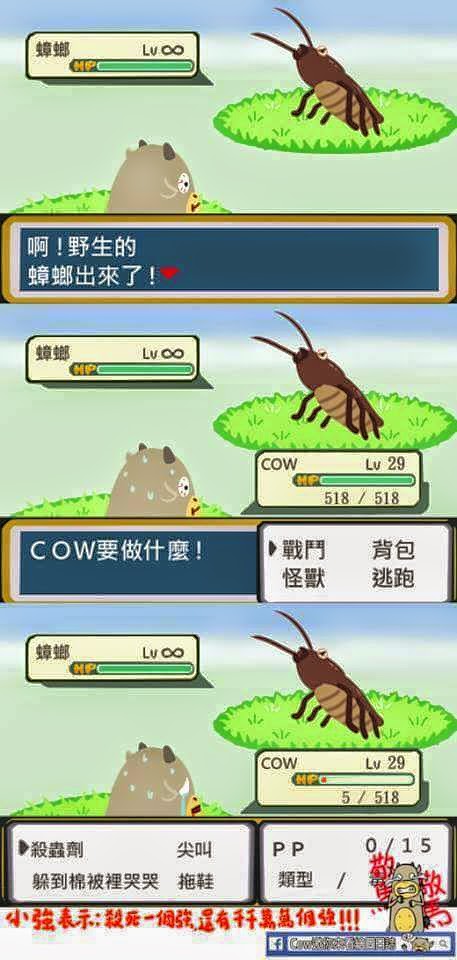 蟑螂 Lv ∞
HP
啊!野生的
蟑螂出來了!
蟑螂 Lv ∞
HP
COW Lv 29
HP
518 / 518
COW要做什麼!
戰鬥 背包
怪獸 逃跑
蟑螂 Lv ∞
HP
COW Lv 29
HP
5 / 518
殺蟲劑 尖叫
躲到棉被裡哭哭 拖鞋
PP 0/15
類型 /
小強表示:殺死一個強,還有千千萬萬個強!!!